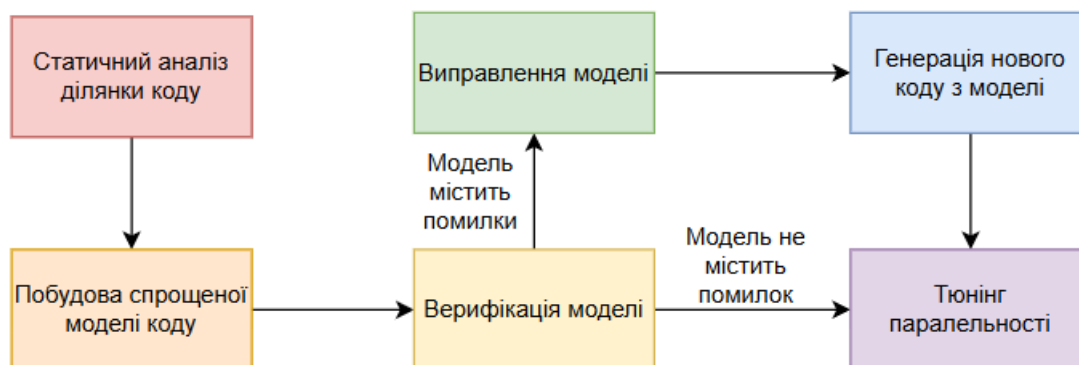 Статичний аналіз
ділянки коду
Виправлення моделі
Генерація нового
коду з моделі
Модель
містить
помилки
Модель не
містить
помилок
Побудова спрощеної
моделі коду
Верифікація моделі
Тюнінг
паралельності